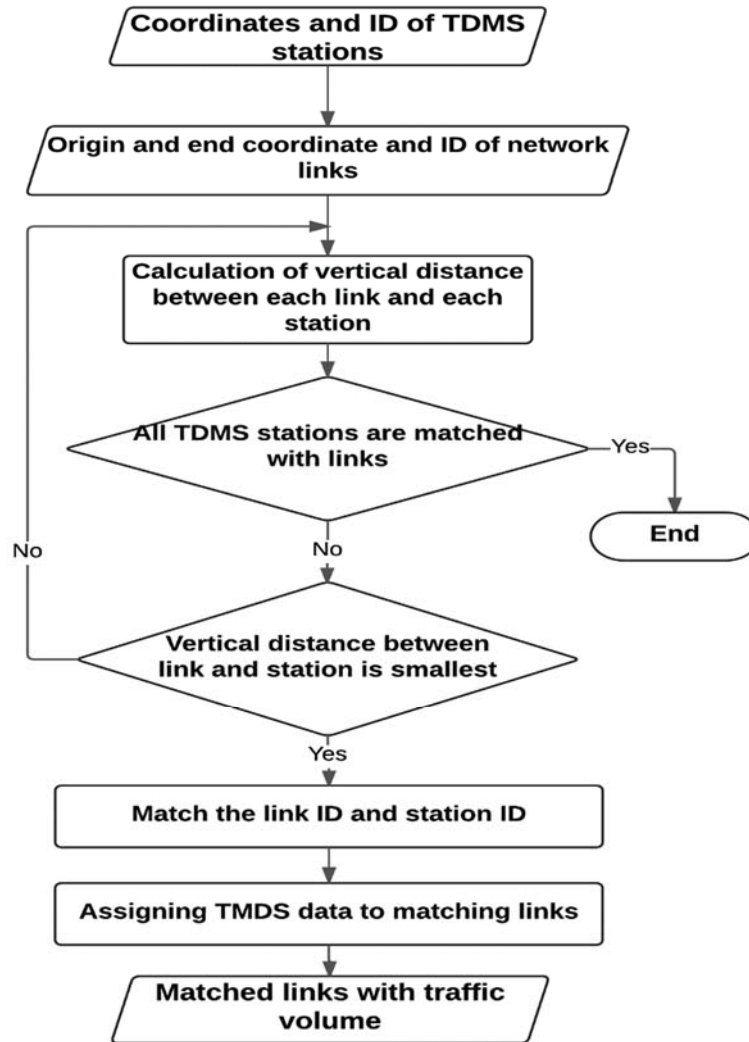 Coordinates and ID of TDMS
stations
Origin and end coordinate and ID of network
links
Calculation of vertical distance
between each link and each
station
All TDMS stations are matched
with links
Yes
End
No
No
Vertical distance between
link and station is smallest
Yes
Match the link ID and station ID
Assigning TMDS data to matching links
Matched links with traffic
volume